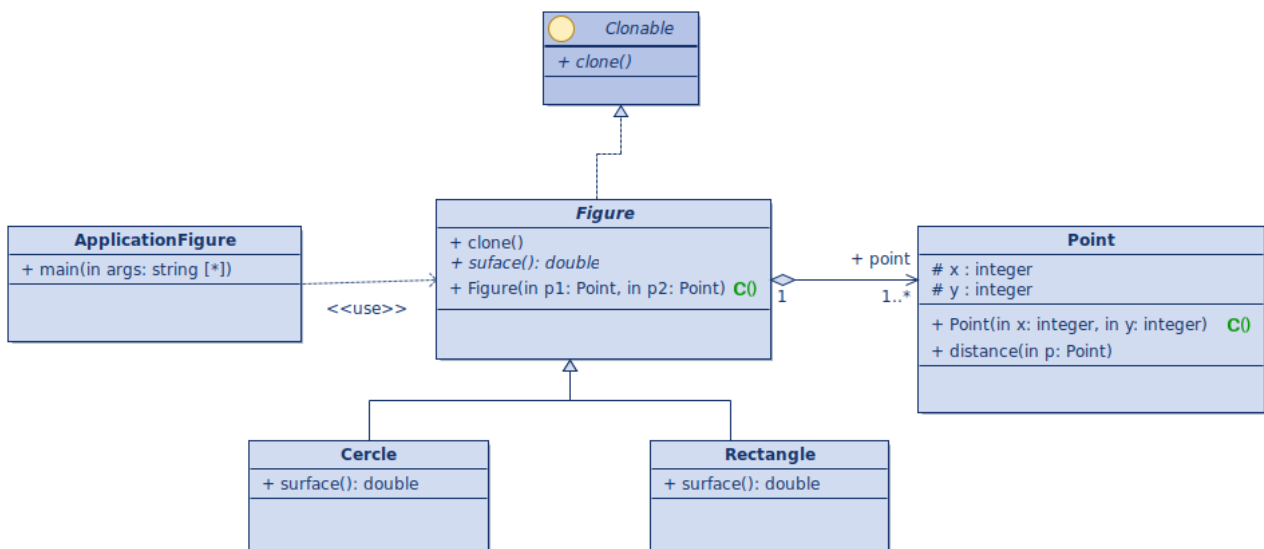 Clonable
+ clone()
Figure
+ clone()
+ suface(): double
+ Figure(in p1: Point, in p2: Point) C()
ApplicationFigure
+ main(in args: string [*])
<<use>>
1
+ point
1..*
Point
# x : integer
# y : integer
+ Point(in x: integer, in y: integer) C()
+ distance(in p: Point)
Cercle
+ surface(): double
Rectangle
+ surface(): double